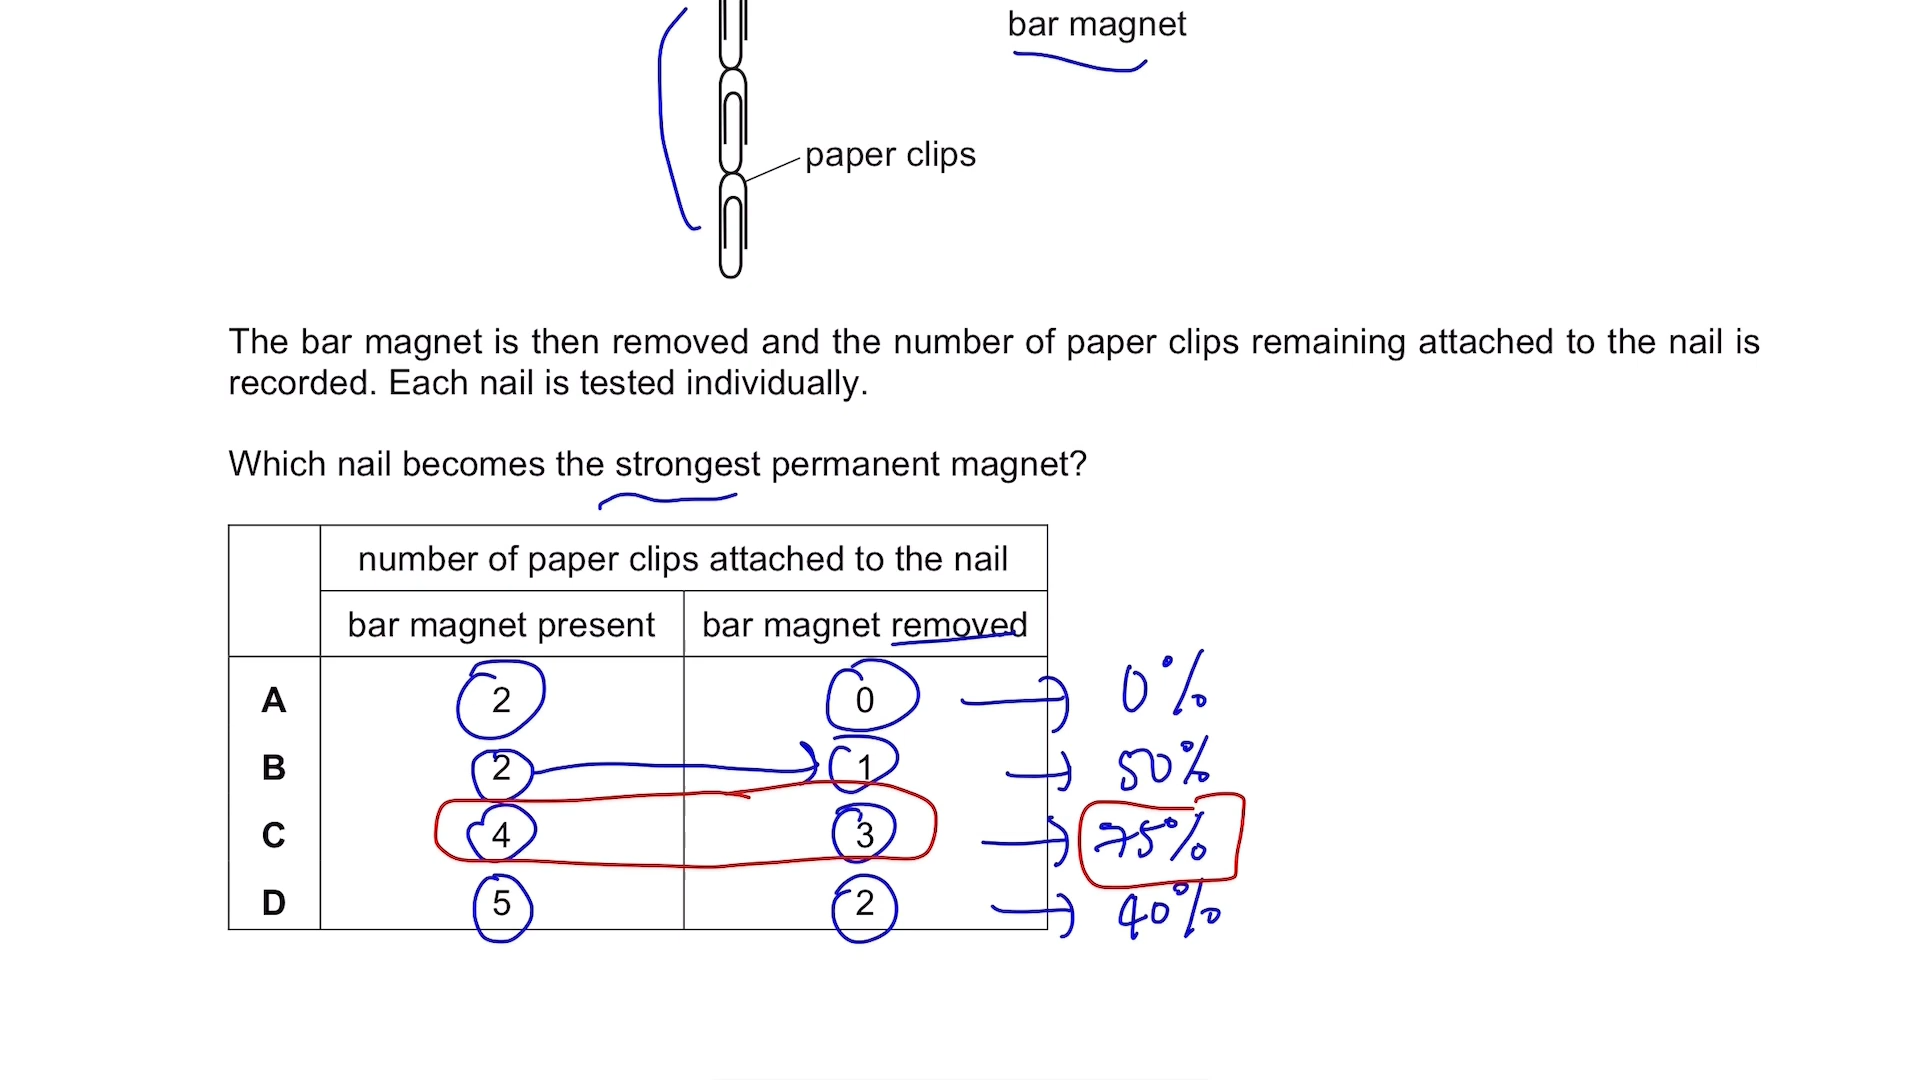 bar magnet
paper clips
The bar magnet is then removed and the number of paper clips remaining attached to the nail is
recorded. Each nail is tested individually.
Which nail becomes the strongest permanent magnet?
number of paper clips attached to the nail
bar magnet present bar magnet removed
A 2 0 0%
B 2 1 50%
C 4 3 75%
D 5 2 40%